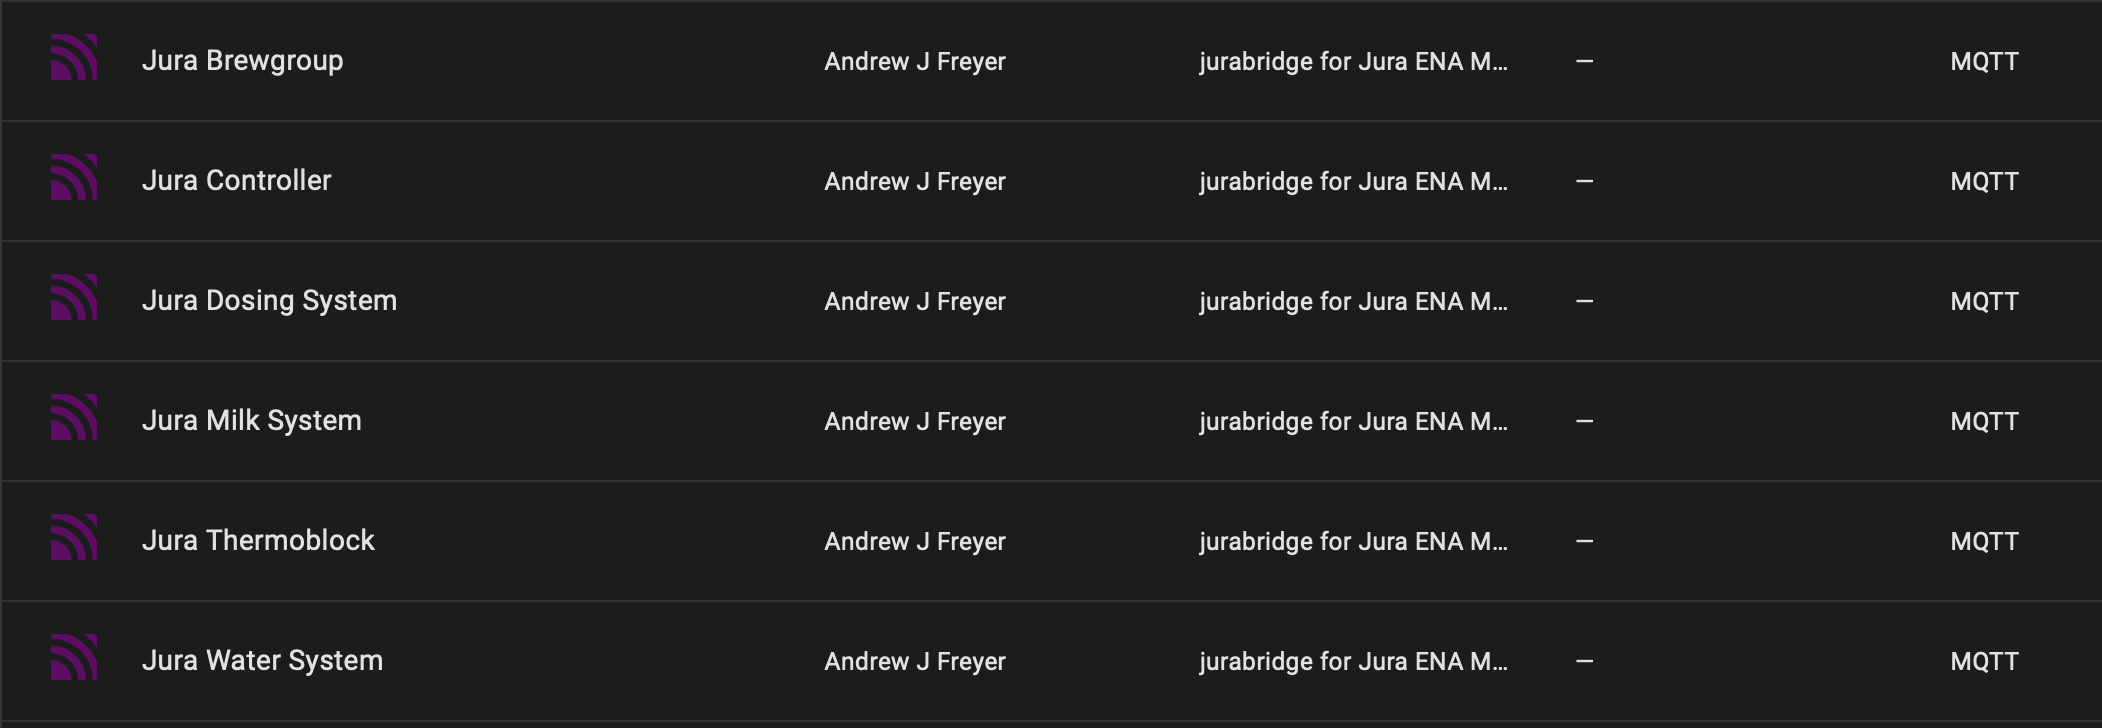 Jura Brewgroup Andrew J Freyer jurabridge for Jura ENA M... — MQTT
Jura Controller Andrew J Freyer jurabridge for Jura ENA M... — MQTT
Jura Dosing System Andrew J Freyer jurabridge for Jura ENA M... — MQTT
Jura Milk System Andrew J Freyer jurabridge for Jura ENA M... — MQTT
Jura Thermoblock Andrew J Freyer jurabridge for Jura ENA M... — MQTT
Jura Water System Andrew J Freyer jurabridge for Jura ENA M... — MQTT